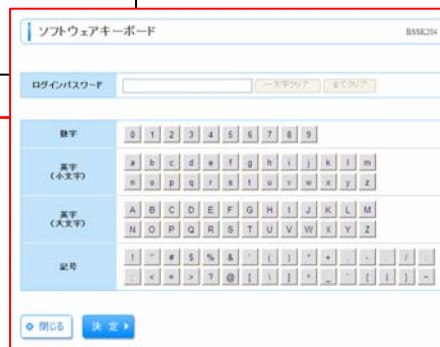 ソフトウェアキーボード BSSK204
ログインパスワード 一文字クリア 全てクリア
数字 0 1 2 3 4 5 6 7 8 9
英字
(小文字)
a b c d e f g h i j k l m
n o p q r s t u v w x y z
英字
(大文字)
A B C D E F G H I J K L M
N O P Q R S T U V W X Y Z
記号
! " # $ % & ' ( ) * + , - . / :
; < = > ? @ [ \ ] ^ _ ` { | } ~
閉じる 決定